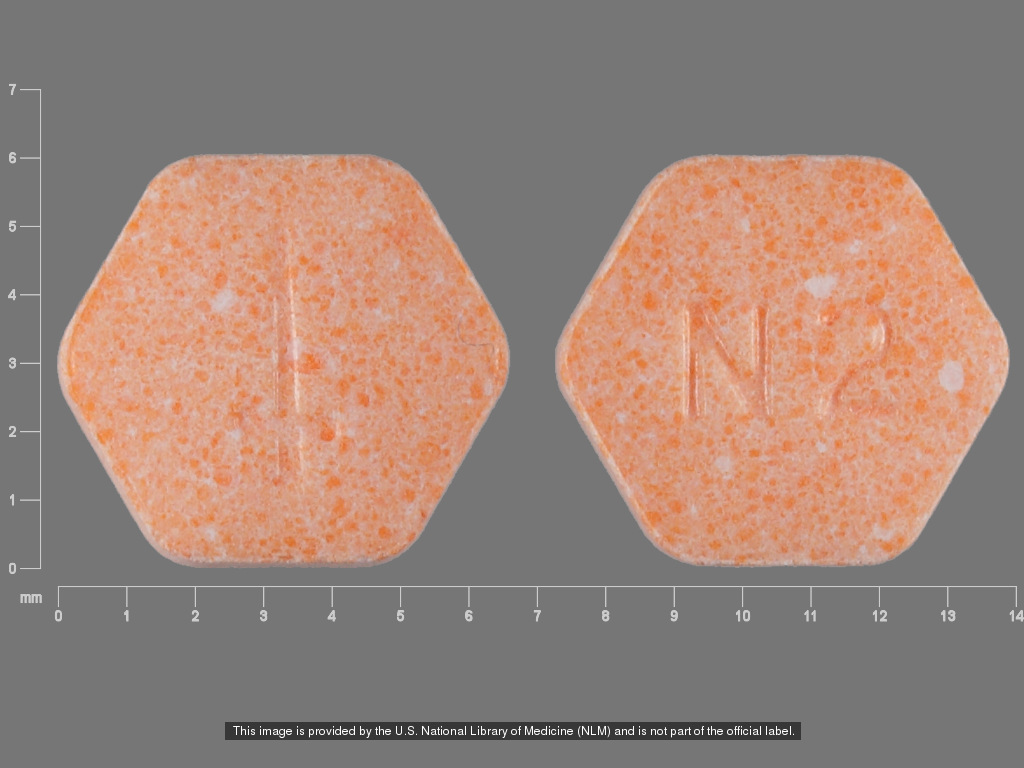 7
6
5
4
3
2
1
0
mm
0 1 2 3 4 5 6 7 8 9 10 11 12 13 14
N 2
This image is provided by the U.S. National Library of Medicine (NLM) and is not part of the official label.